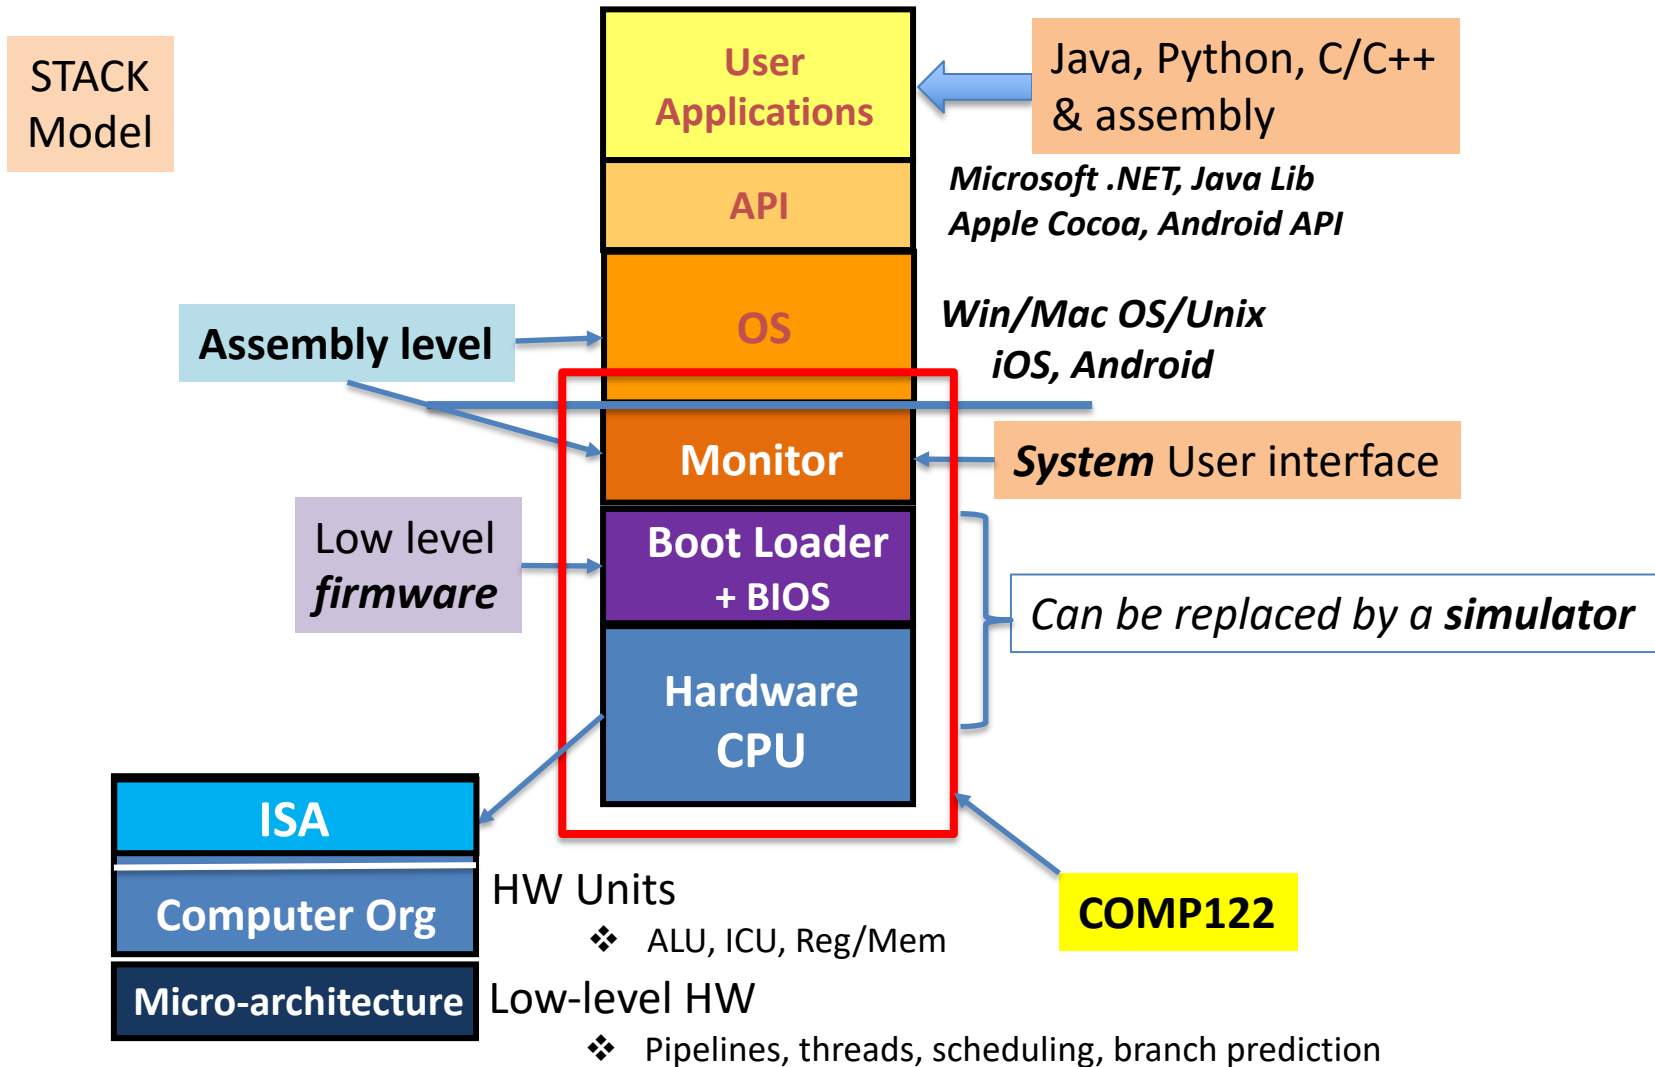 STACK
Model
User
Applications
Java, Python, C/C++
& assembly
API
Microsoft .NET, Java Lib
Apple Cocoa, Android API
Assembly level
OS
Win/Mac OS/Unix
iOS, Android
Monitor
System User interface
Low level
firmware
Boot Loader
+ BIOS
Can be replaced by a simulator
Hardware
CPU
ISA
Computer Org
HW Units
❖ ALU, ICU, Reg/Mem
COMP122
Micro-architecture
Low-level HW
❖ Pipelines, threads, scheduling, branch prediction